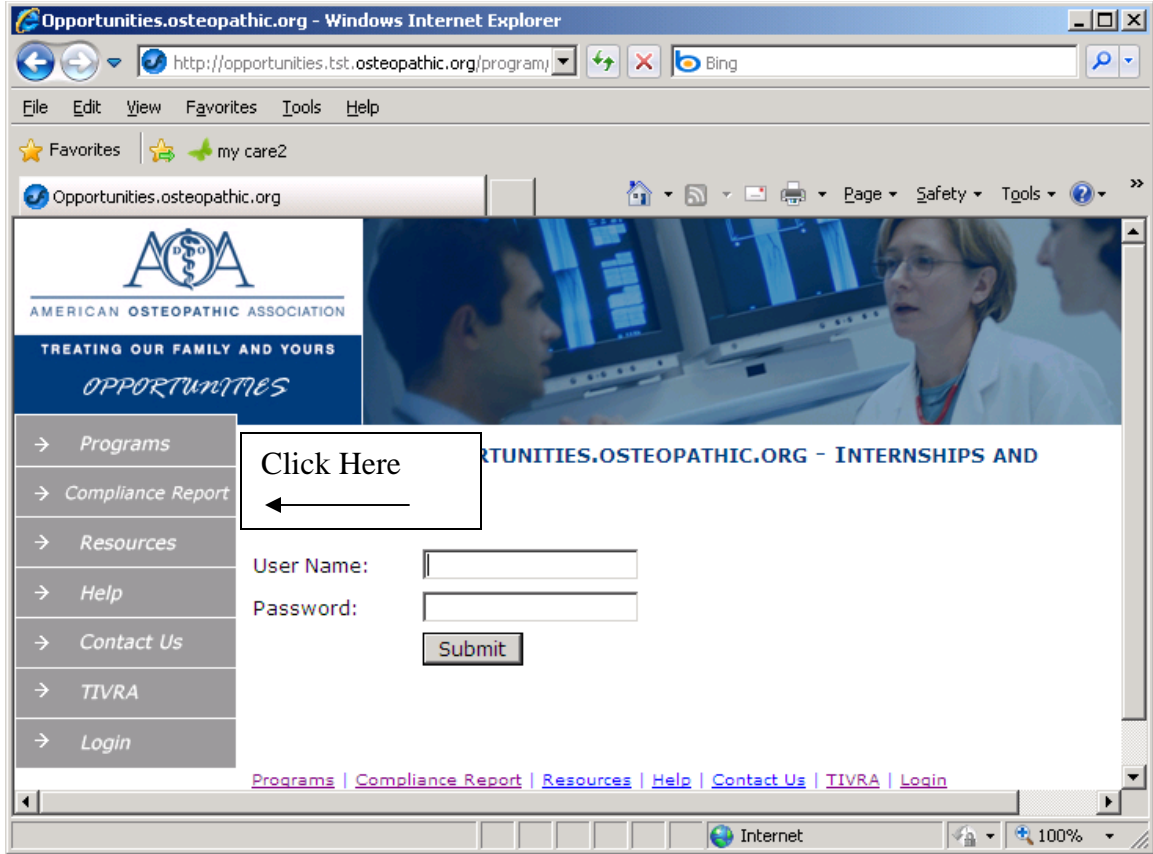 Opportunities.osteopathic.org - Windows Internet Explorer
http://opportunities.tst.osteopathic.org/program/
Bing
File Edit View Favorites Tools Help
Favorites my care2
Opportunities.osteopathic.org
Page Safety Tools »
AOA
DSO
AMERICAN OSTEOPATHIC ASSOCIATION
TREATING OUR FAMILY AND YOURS
OPPORTUNITIES
Programs
Compliance Report
Resources
Help
Contact Us
TIVRA
Login
Click Here
RTUNITIES.OSTEOPATHIC.ORG - INTERNSHIPS AND
User Name:
Password:
Submit
Programs | Compliance Report | Resources | Help | Contact Us | TIVRA | Login
Internet 100%